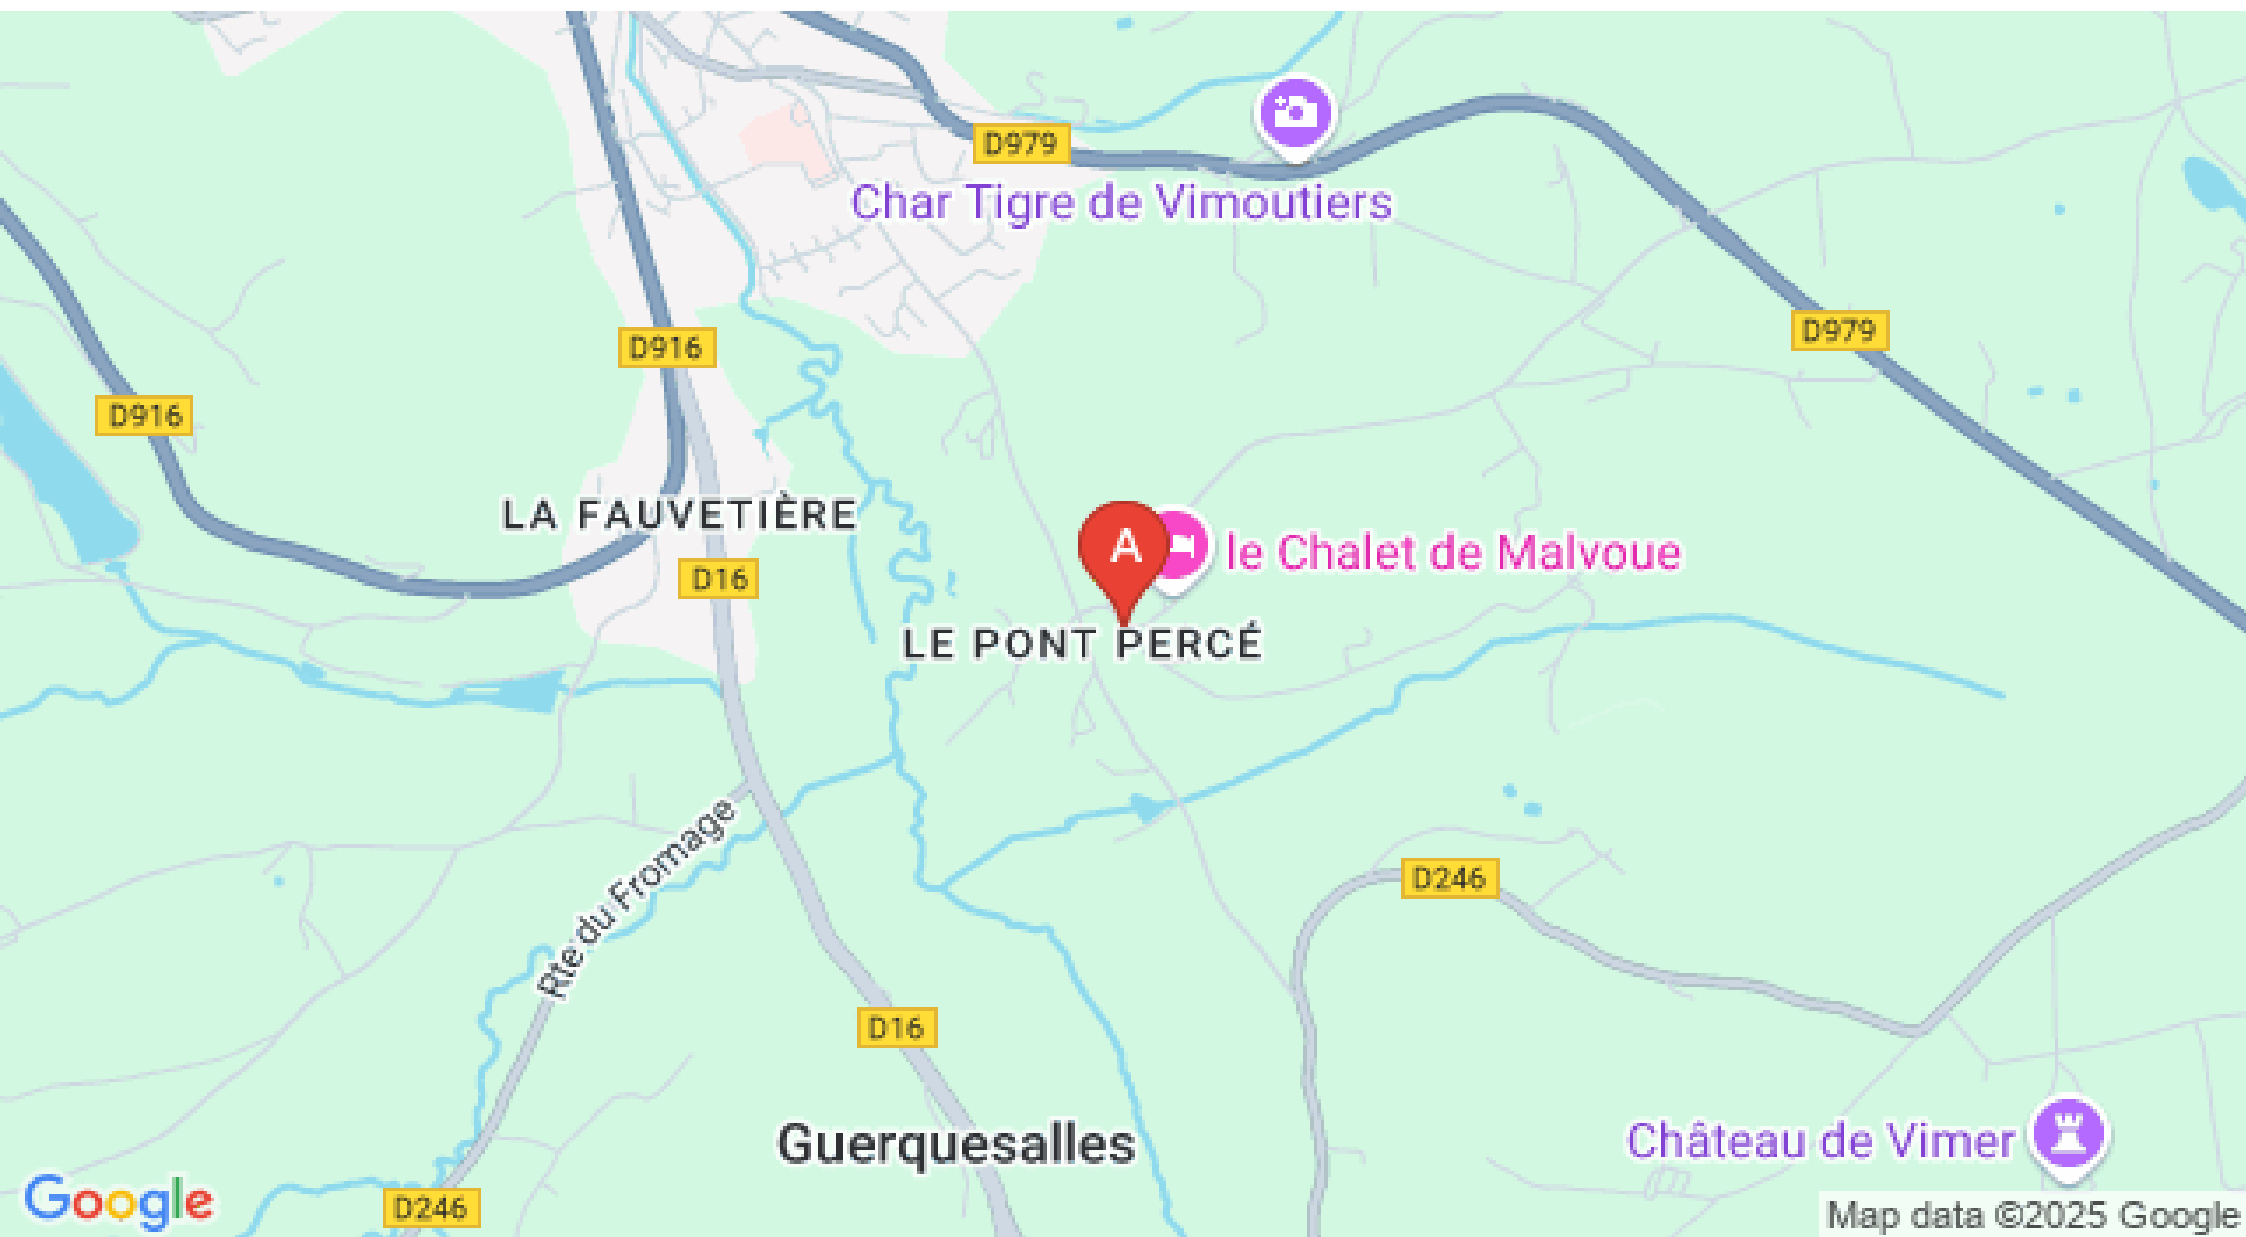 D979
Char Tigre de Vimoutiers
D979
D916
D916
LA FAUVETIÈRE
A
le Chalet de Malvoue
D16
LE PONT PERCÉ
Rte du Fromage
D246
D16
Guerquesalles
Château de Vimer
Google
D246
Map data ©2025 Google